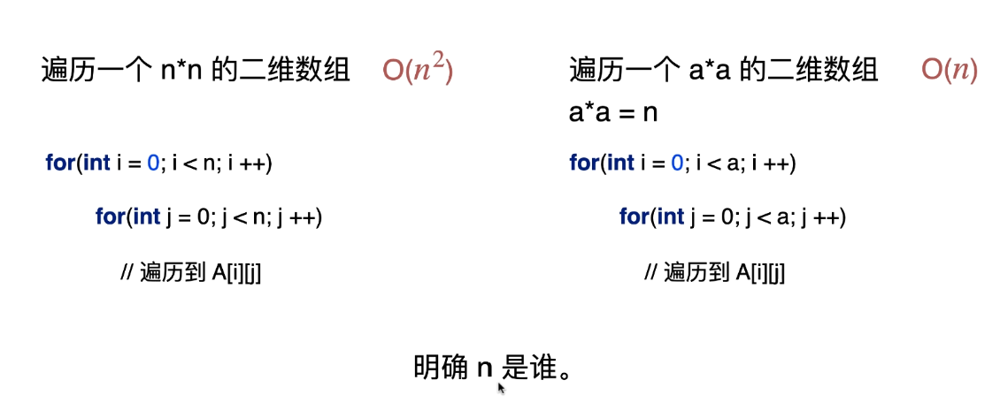 遍历一个 n*n 的二维数组 O(n²)
for(int i = 0; i < n; i ++)
for(int j = 0; j < n; j ++)
// 遍历到 A[i][j]
遍历一个 a*a 的二维数组 O(n)
a*a = n
for(int i = 0; i < a; i ++)
for(int j = 0; j < a; j ++)
// 遍历到 A[i][j]
明确 n 是谁。